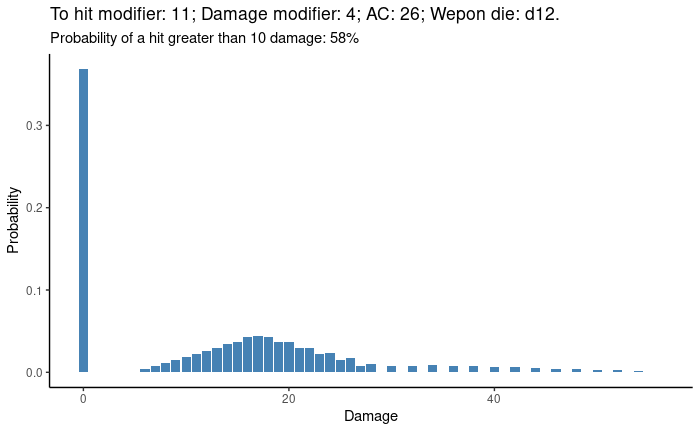 To hit modifier: 11; Damage modifier: 4; AC: 26; Wepon die: d12.
Probability of a hit greater than 10 damage: 58%
Probability
0.3
0.2
0.1
0.0
0 20 40
Damage